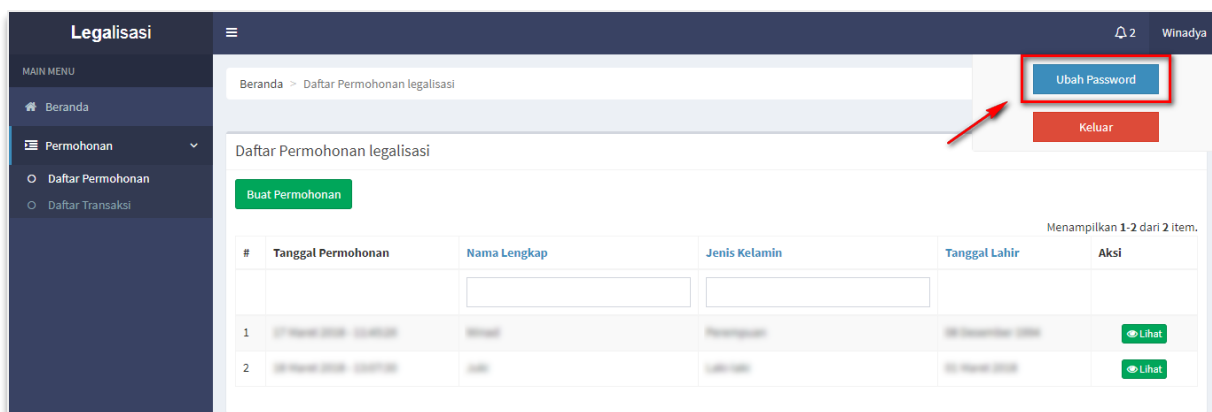 Legalisasi
2 Winadya
MAIN MENU
Beranda
Permohonan
Daftar Permohonan
Daftar Transaksi
Beranda > Daftar Permohonan legalisasi
Ubah Password
Keluar
Daftar Permohonan legalisasi
Buat Permohonan
Menampilkan 1-2 dari 2 item.
# Tanggal Permohonan Nama Lengkap Jenis Kelamin Tanggal Lahir Aksi
1 Lihat
2 Lihat